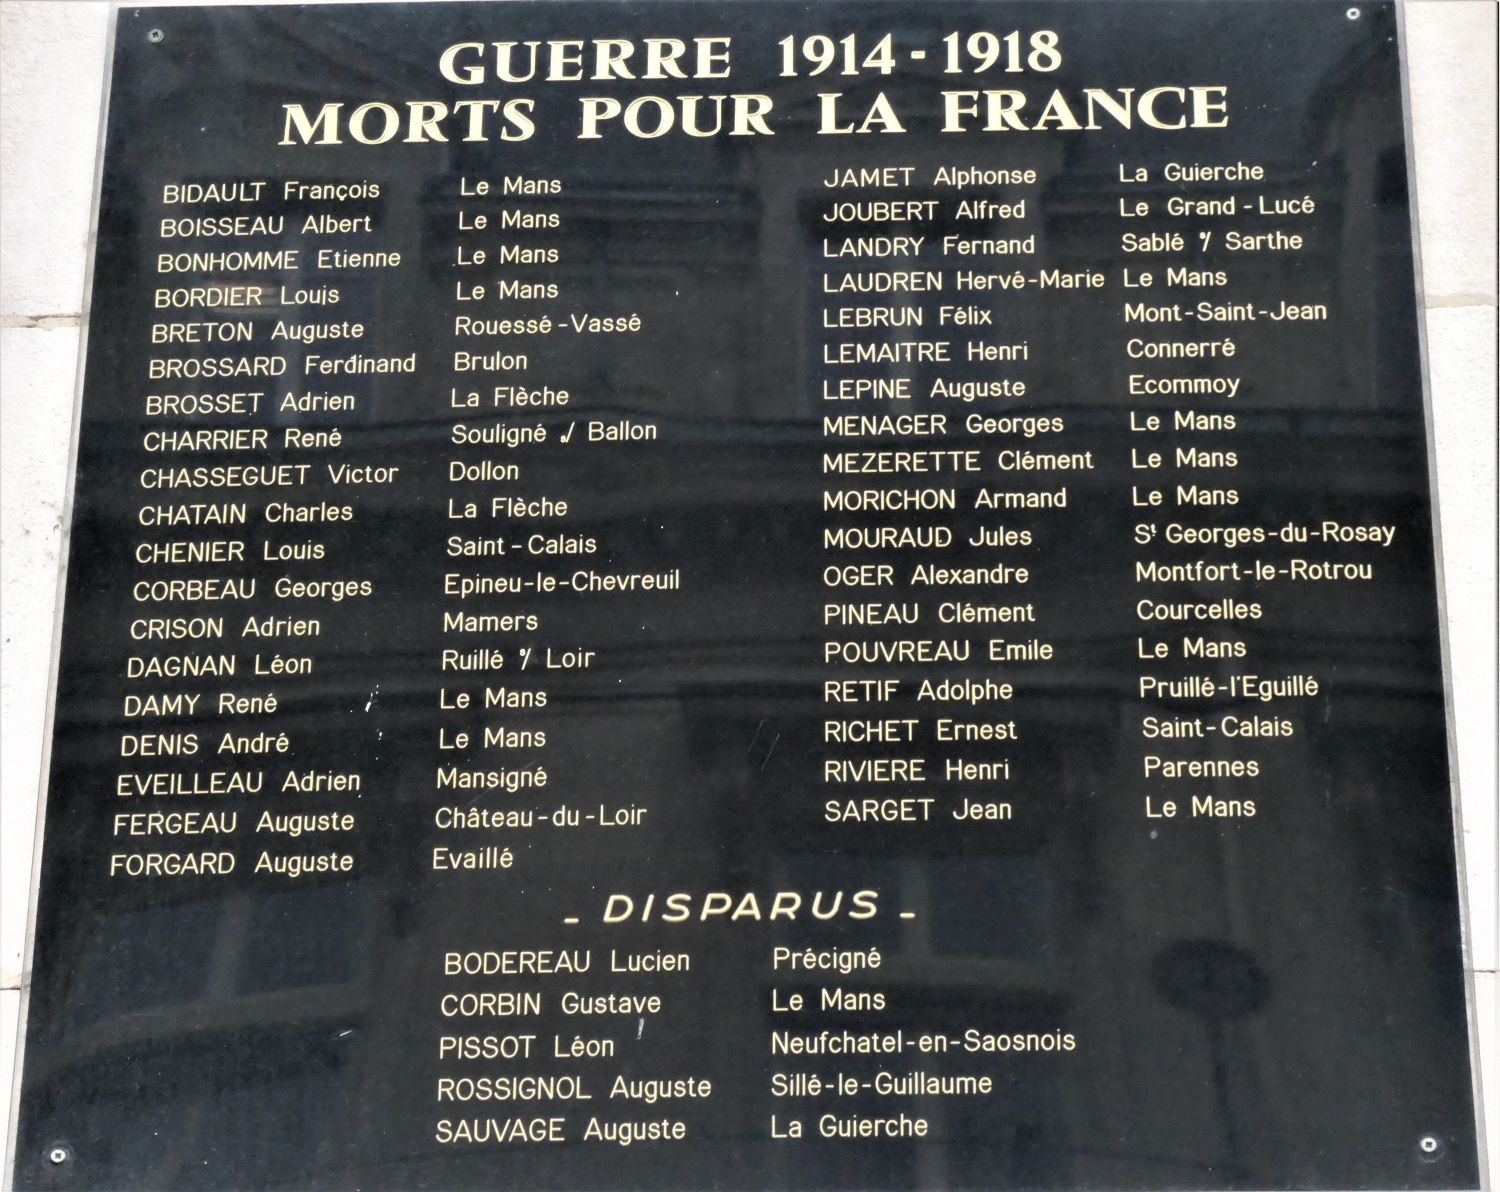 GUERRE 1914-1918
MORTS POUR LA FRANCE
BIDAULT François Le Mans
BOISSEAU Albert Le Mans
BONHOMME Etienne Le Mans
BORDIER Louis Le Mans
BRETON Auguste Rouessé-Vassé
BROSSARD Ferdinand Brulon
BROSSET Adrien La Flèche
CHARRIER René Souligné s/ Ballon
CHASSEGUET Victor Dollon
CHATAIN Charles La Flèche
CHENIER Louis Saint-Calais
CORBEAU Georges Epineu-le-Chevreuil
CRISON Adrien Mamers
DAGNAN Léon Ruillé s/ Loir
DAMY René Le Mans
DENIS André Le Mans
EVEILLEAU Adrien Mansigné
FERGEAU Auguste Château-du-Loir
FORGARD Auguste Evaillé
JAMET Alphonse La Guierche
JOUBERT Alfred Le Grand-Lucé
LANDRY Fernand Sablé s/ Sarthe
LAUDREN Hervé-Marie Le Mans
LEBRUN Félix Mont-Saint-Jean
LEMAITRE Henri Connerré
LEPINE Auguste Ecommoy
MENAGER Georges Le Mans
MEZERETTE Clément Le Mans
MORICHON Armand Le Mans
MOURAUD Jules St Georges-du-Rosay
OGER Alexandre Montfort-le-Rotrou
PINEAU Clément Courcelles
POUVREAU Emile Le Mans
RETIF Adolphe Pruillé-l'Eguillé
RICHET Ernest Saint-Calais
RIVIERE Henri Parennes
SARGET Jean Le Mans
- DISPARUS -
BODEREAU Lucien Précigné
CORBIN Gustave Le Mans
PISSOT Léon Neufchatel-en-Saosnois
ROSSIGNOL Auguste Sillé-le-Guillaume
SAUVAGE Auguste La Guierche